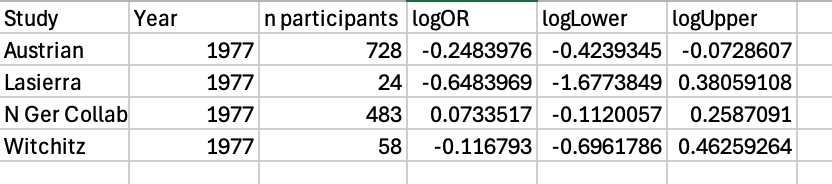 Study Year n participants logOR logLower logUpper
Austrian 1977 728 -0.2483976 -0.4239345 -0.0728607
Lasierra 1977 24 -0.6483969 -1.6773849 0.38059108
N Ger Collab 1977 483 0.0733517 -0.1120057 0.2587091
Witchitz 1977 58 -0.116793 -0.6961786 0.46259264